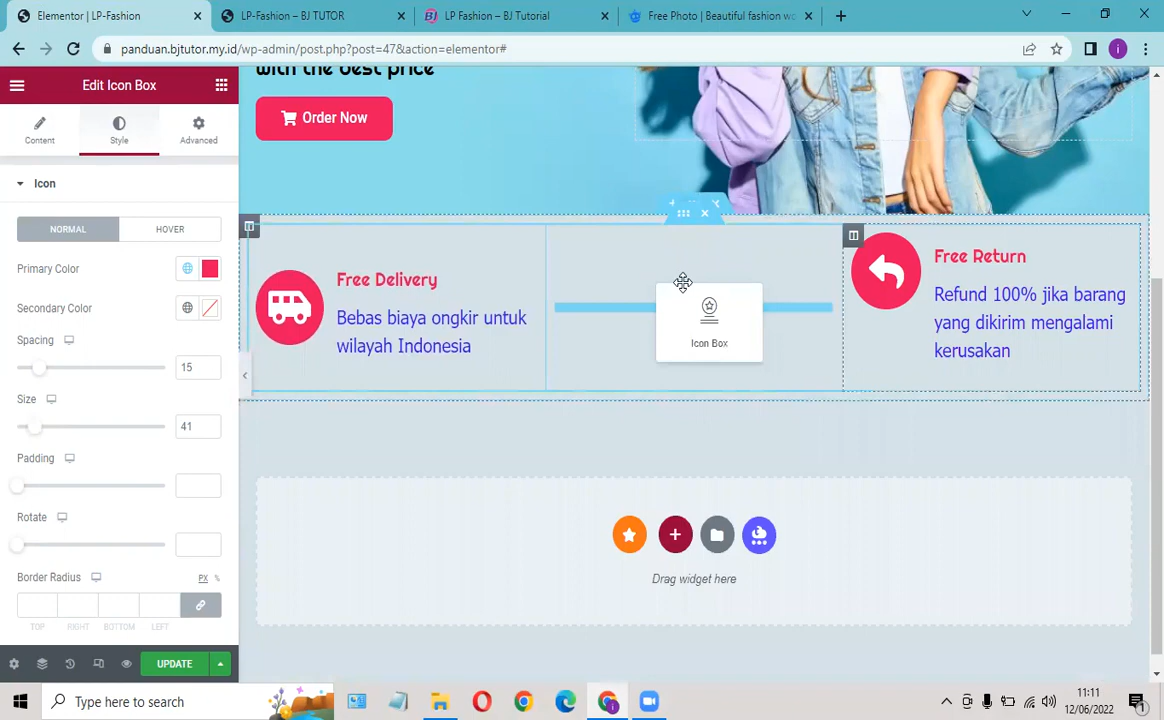 Elementor | LP-Fashion
LP-Fashion – BJ TUTOR
LP Fashion – BJ Tutorial
Free Photo | Beautiful fashion wo
panduan.bjtutor.my.id/wp-admin/post.php?post=47&action=elementor#
Edit Icon Box
Content
Style
Advanced
Icon
NORMAL
HOVER
Primary Color
Secondary Color
Spacing
15
Size
41
Padding
Rotate
Border Radius
PX
%
TOP
RIGHT
BOTTOM
LEFT
UPDATE
with the best price
Order Now
Free Delivery
Bebas biaya ongkir untuk
wilayah Indonesia
Icon Box
Free Return
Refund 100% jika barang
yang dikirim mengalami
kerusakan
Drag widget here
Type here to search
11:11
12/06/2022